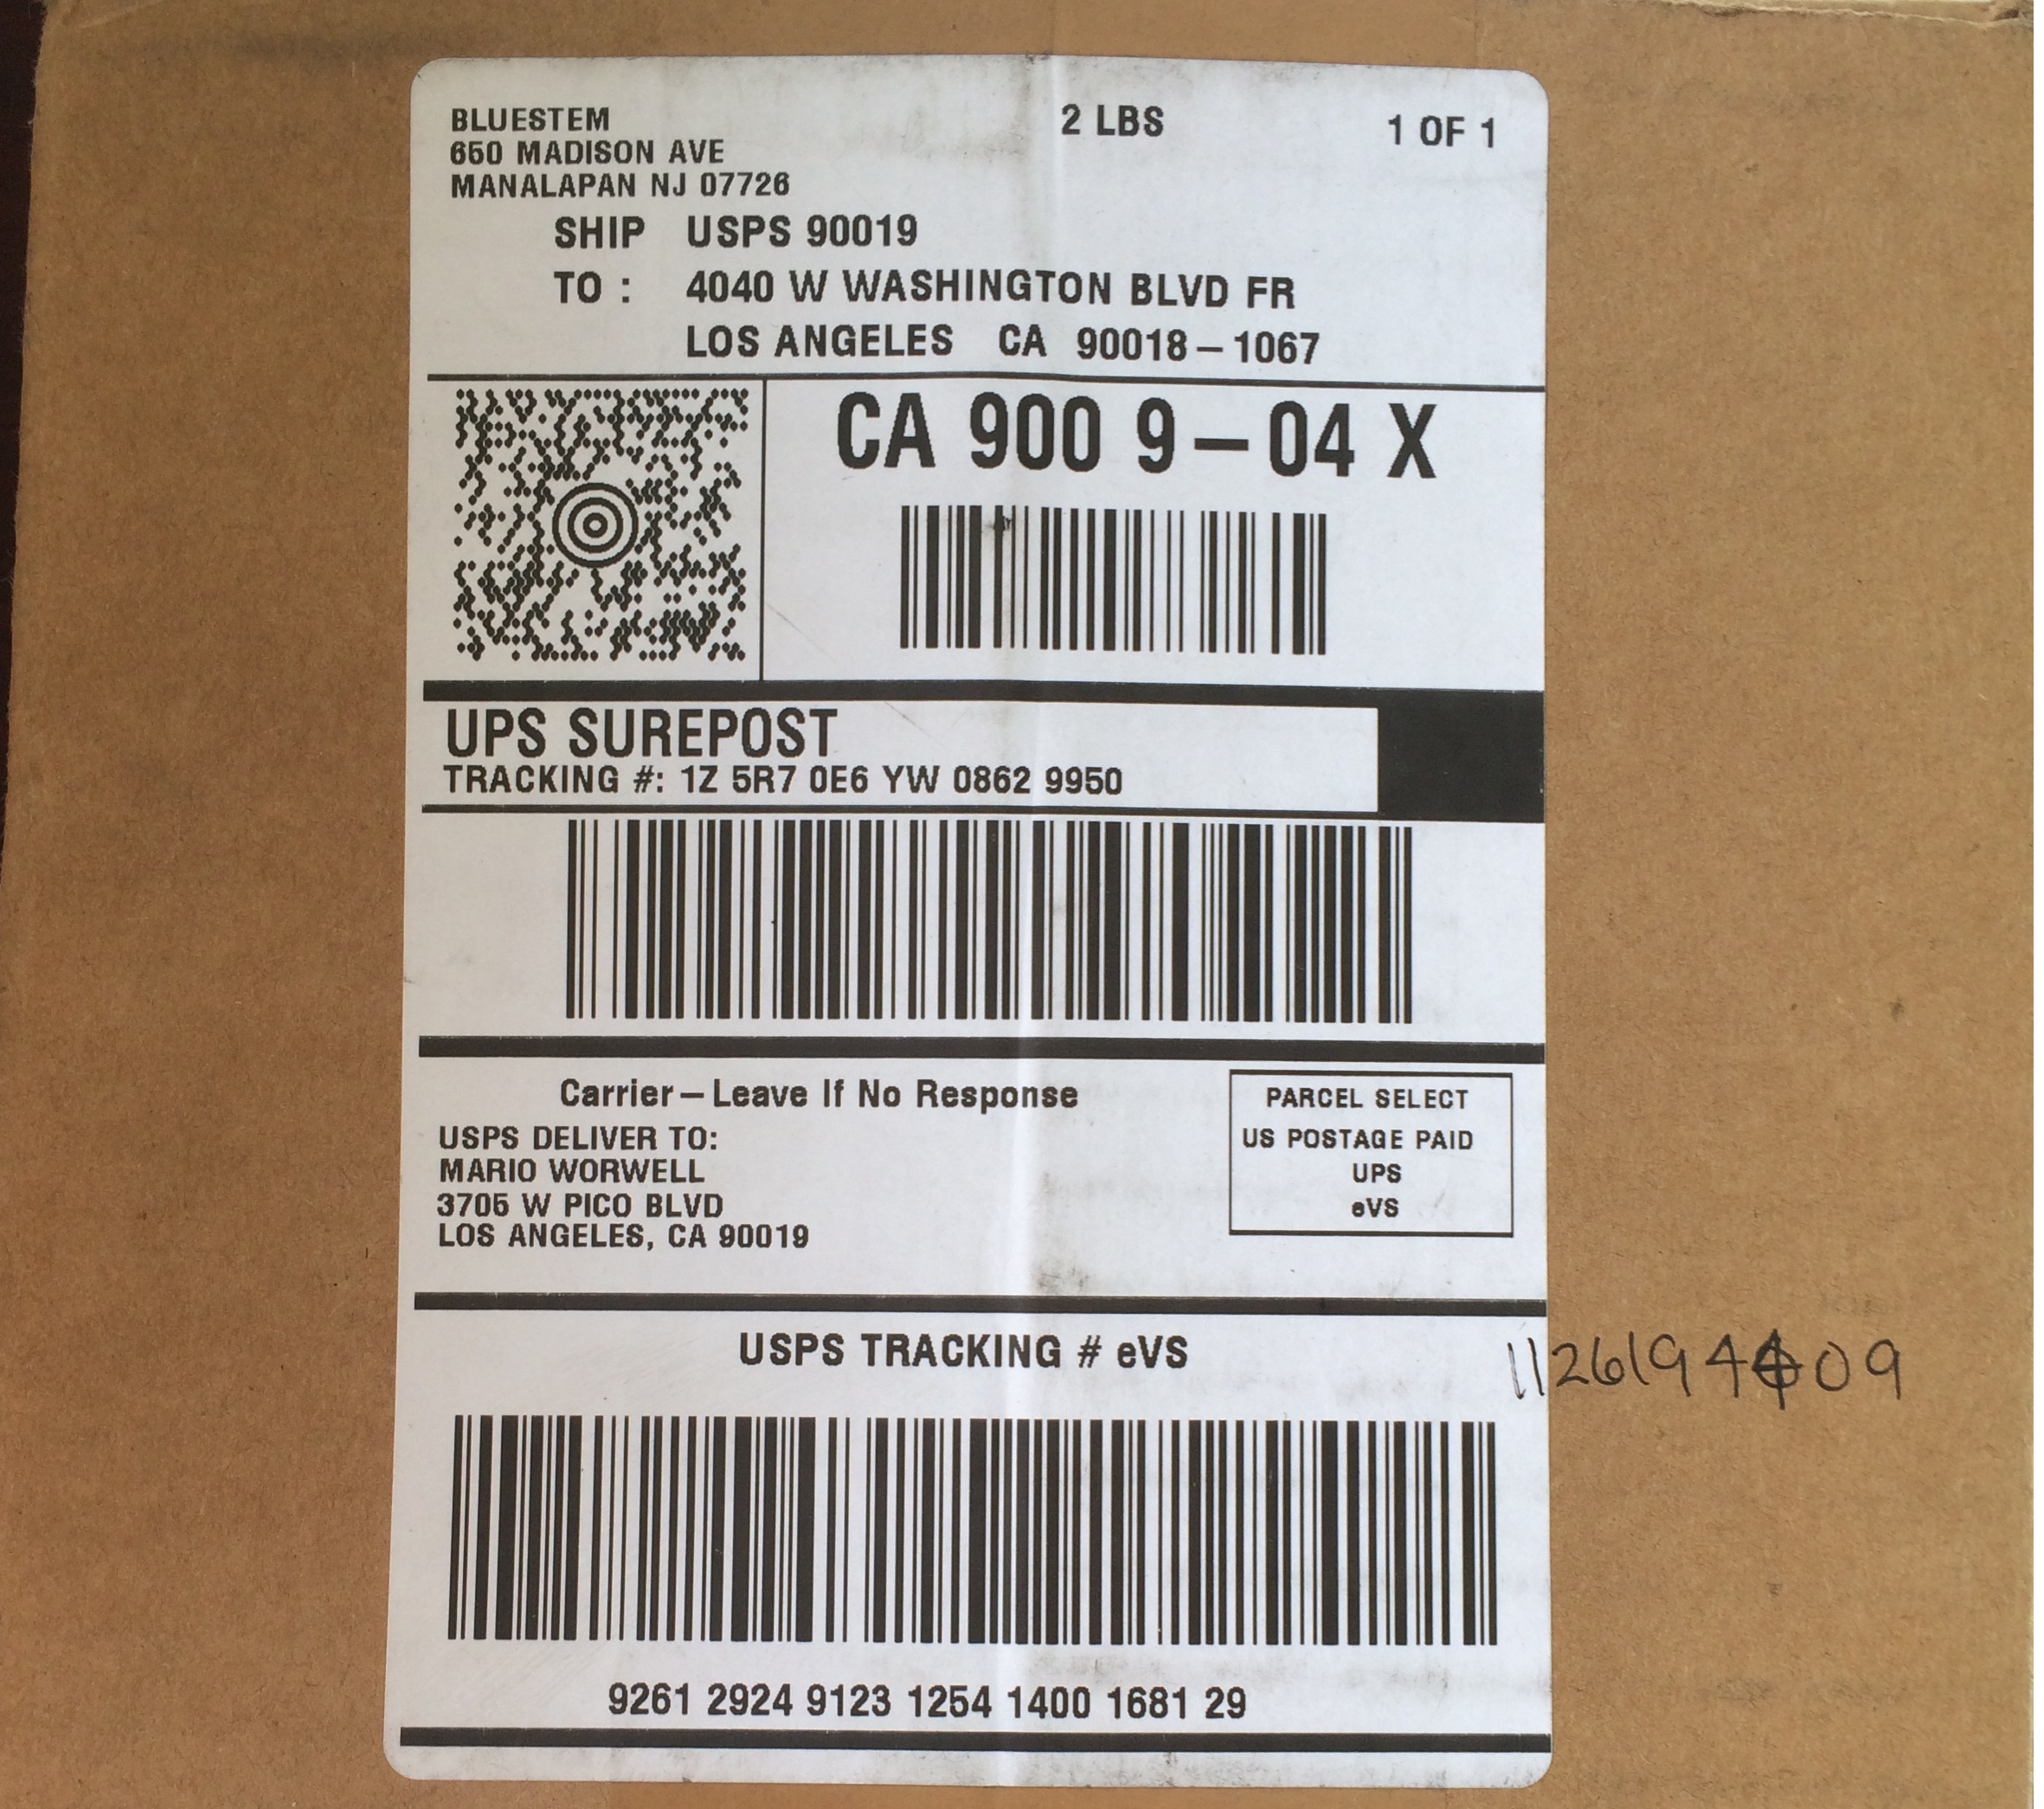 BLUESTEM
650 MADISON AVE
MANALAPAN NJ 07726
2 LBS
1 OF 1
SHIP USPS 90019
TO : 4040 W WASHINGTON BLVD FR
LOS ANGELES CA 90018-1067
CA 900 9-04 X
UPS SUREPOST
TRACKING #: 1Z 5R7 0E6 YW 0862 9950
Carrier-Leave If No Response
USPS DELIVER TO:
MARIO WORWELL
3705 W PICO BLVD
LOS ANGELES, CA 90019
PARCEL SELECT
US POSTAGE PAID
UPS
eVS
USPS TRACKING # eVS
9261 2924 9123 1254 1400 1681 29